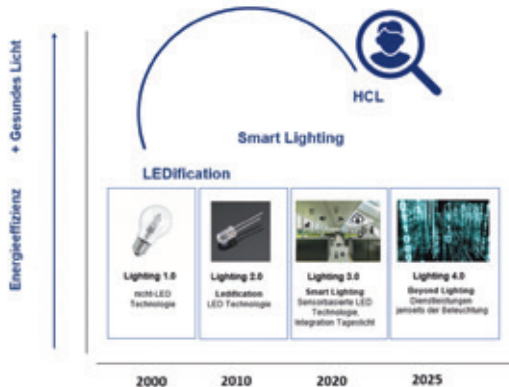 Energieeffizienz + Gesundes Licht
HCL
Smart Lighting
LEDification
Lighting 1.0
nicht-LED
Technologie
Lighting 2.0
Ledification
LED Technologie
Lighting 3.0
Smart Lighting:
Sensorbasierte LED
Technologie,
Integration Tageslicht
Lighting 4.0
Beyond Lighting:
Dienstleistungen
jenseits der Beleuchtung
2000 2010 2020 2025